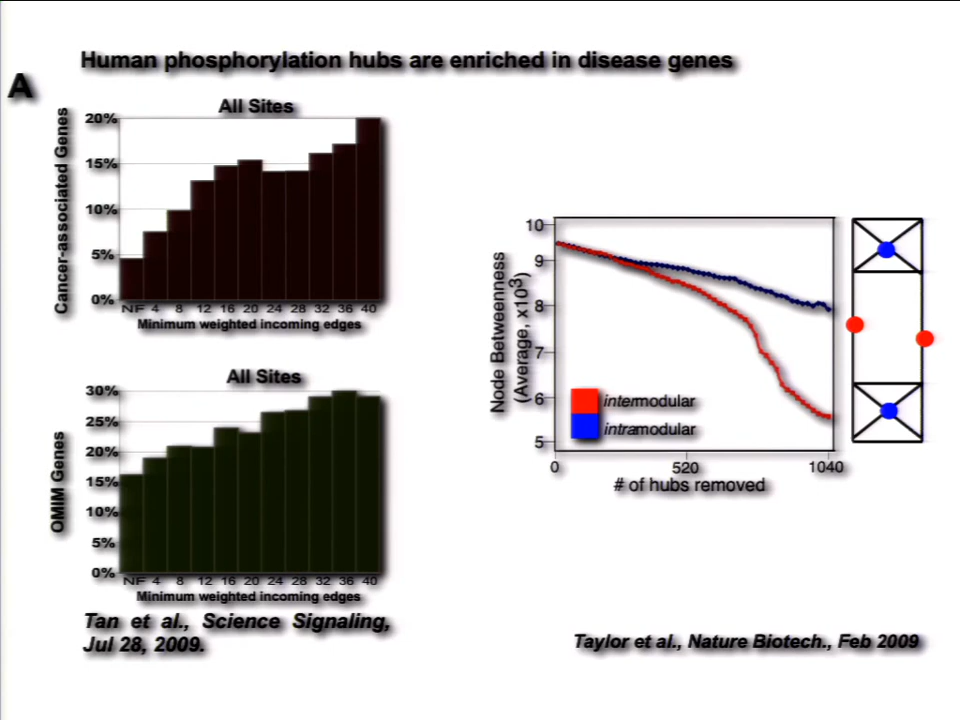 Human phosphorylation hubs are enriched in disease genes
A
All Sites
Cancer-associated Genes
20%
15%
10%
5%
0%
NF 4 8 12 16 20 24 28 32 36 40
Minimum weighted incoming edges
All Sites
OMIM Genes
30%
25%
20%
15%
10%
5%
0%
NF 4 8 12 16 20 24 28 32 36 40
Minimum weighted incoming edges
Tan et al., Science Signaling,
Jul 28, 2009.
Node Betweenness
(Average, x10³)
10
9
8
7
6
5
intermodular
intramodular
0 520 1040
# of hubs removed
Taylor et al., Nature Biotech., Feb 2009